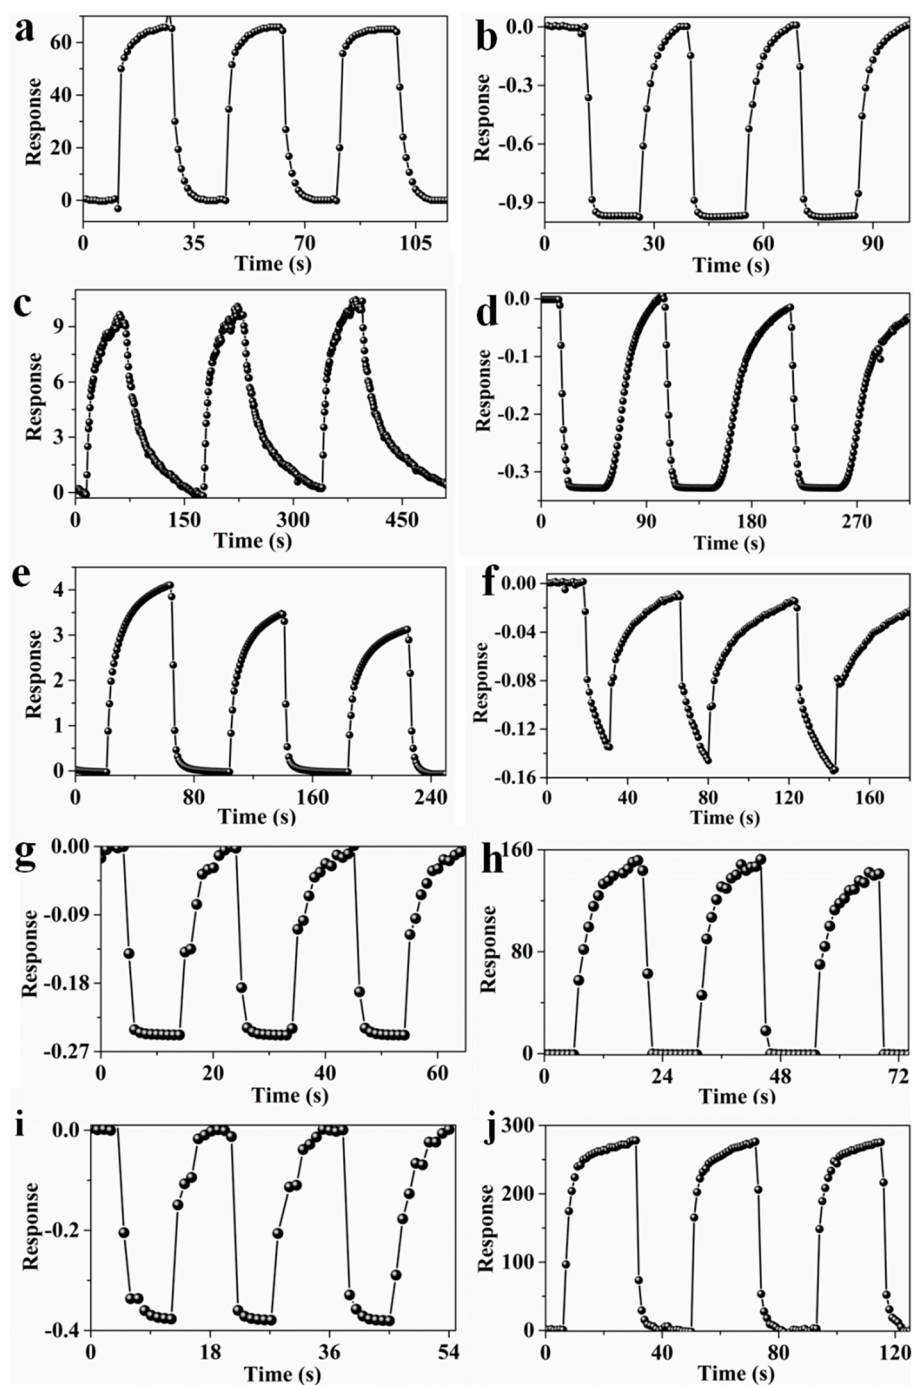 a
60
40
20
0
Response
0 35 70 105
Time (s)
b
0.0
-0.3
-0.6
-0.9
Response
0 30 60 90
Time (s)
c
9
6
3
0
Response
0 150 300 450
Time (s)
d
0.0
-0.1
-0.2
-0.3
Response
0 90 180 270
Time (s)
e
4
3
2
1
0
Response
0 80 160 240
Time (s)
f
0.00
-0.04
-0.08
-0.12
-0.16
Response
0 40 80 120 160
Time (s)
g
0.00
-0.09
-0.18
-0.27
Response
0 20 40 60
Time (s)
h
160
80
0
Response
0 24 48 72
Time (s)
i
0.0
-0.2
-0.4
Response
0 18 36 54
Time (s)
j
300
200
100
0
Response
0 40 80 120
Time (s)